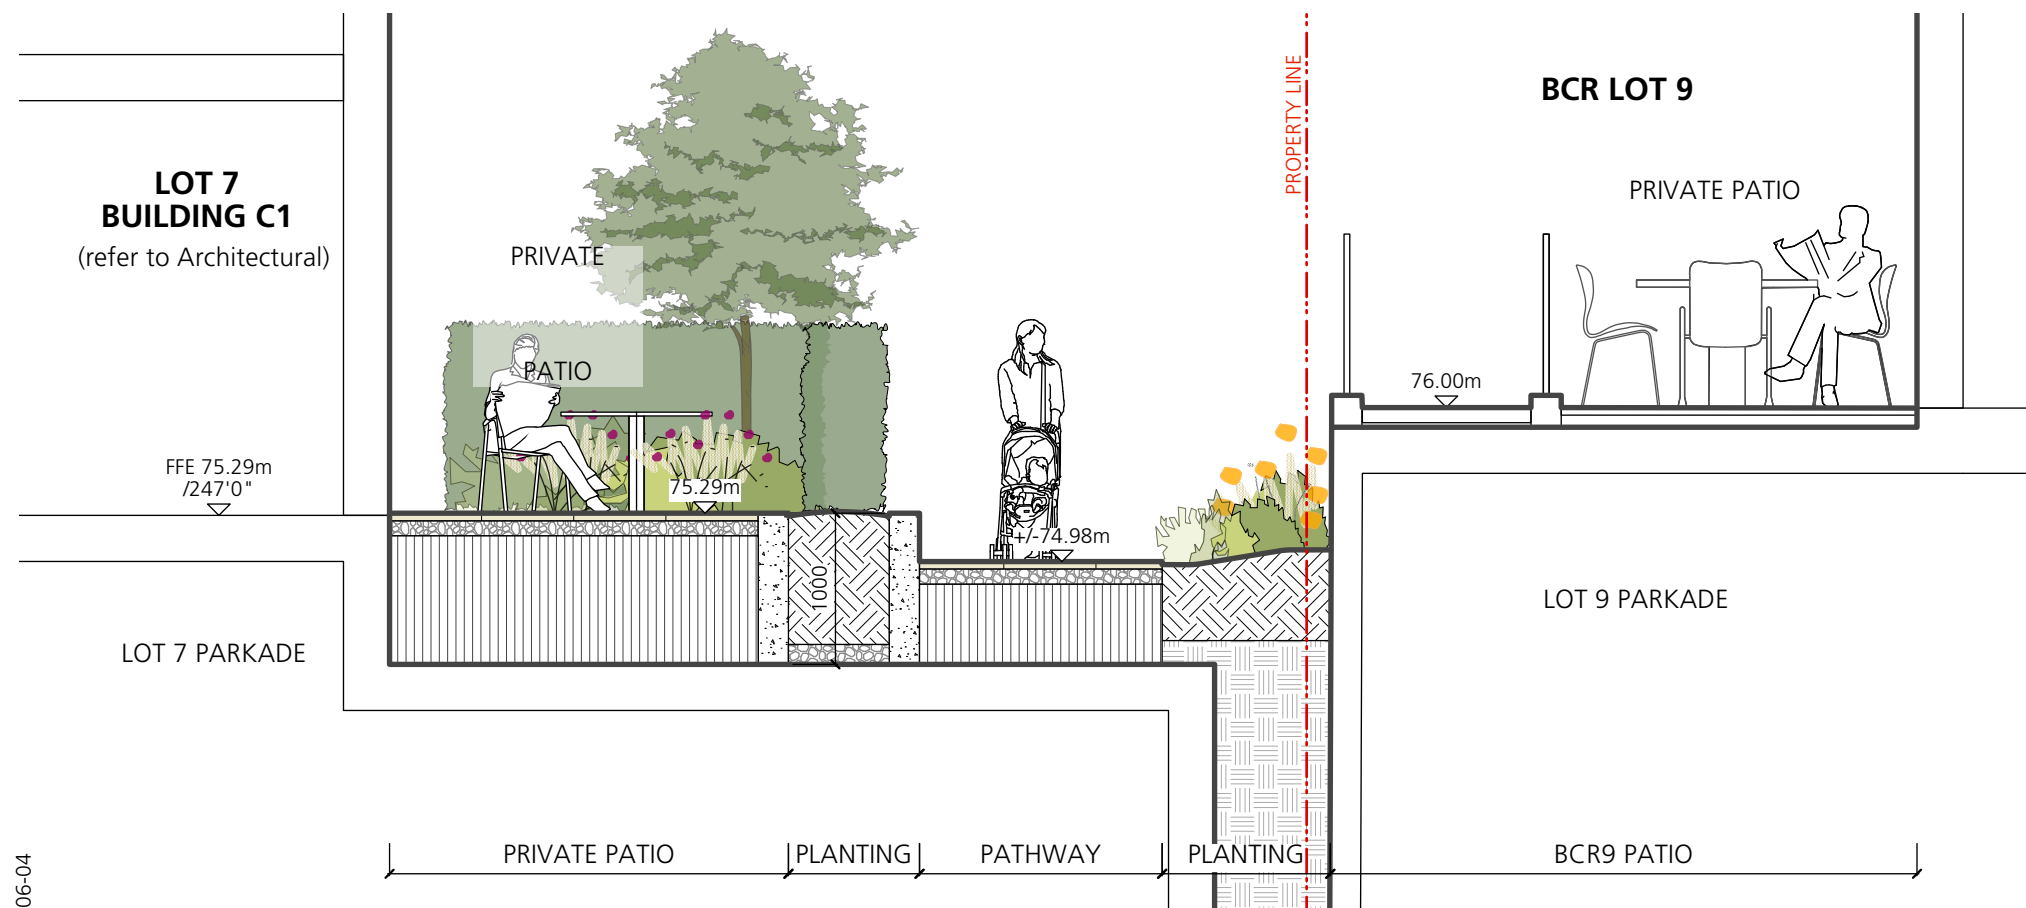 LOT 7
BUILDING C1
(refer to Architectural)
PROPERTY LINE
BCR LOT 9
PRIVATE PATIO
PRIVATE
PATIO
76.00m
FFE 75.29m
/247'0"
75.29m
+/-74.98m
1000
LOT 9 PARKADE
LOT 7 PARKADE
PRIVATE PATIO
PLANTING
PATHWAY
PLANTING
BCR9 PATIO
06-04